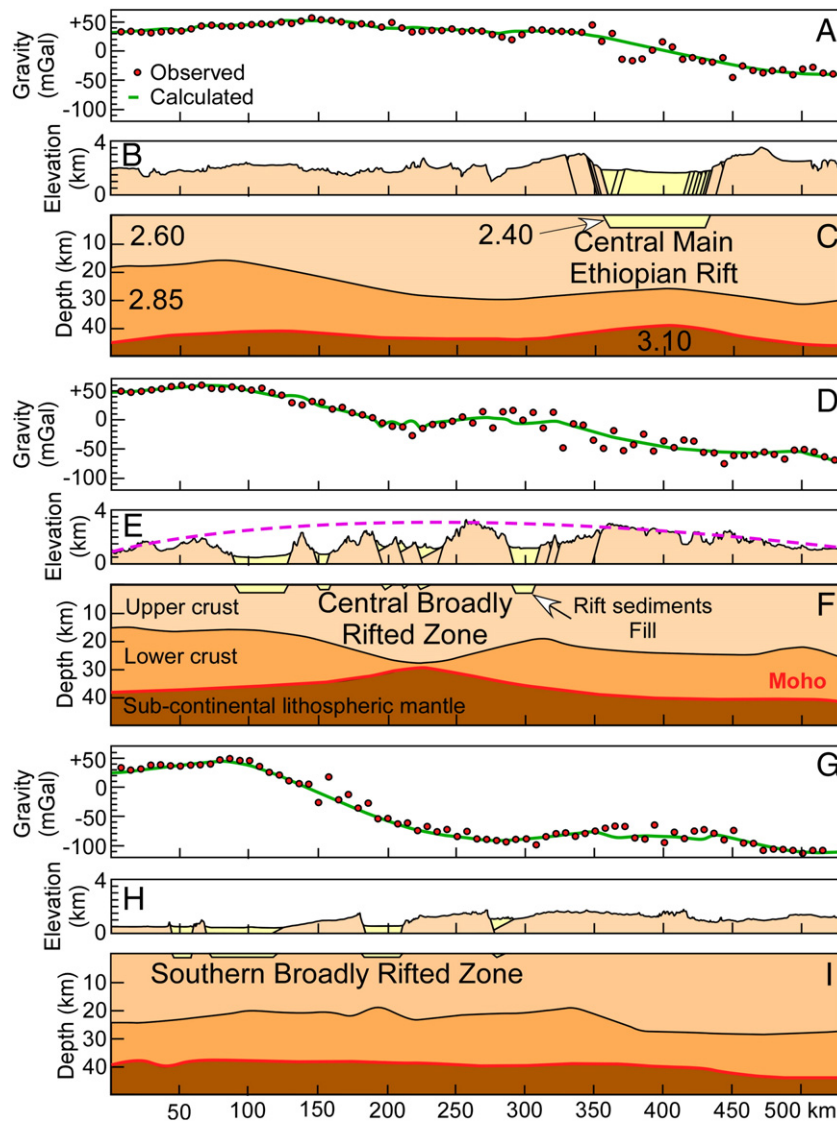 Gravity
(mGal)
+50
0
-50
-100
Observed
Calculated
A
Elevation
(km)
4
0
B
Depth (km)
10
20
30
40
2.60
2.85
2.40
Central Main
Ethiopian Rift
3.10
C
Gravity
(mGal)
+50
0
-50
-100
D
Elevation
(km)
4
0
E
Depth (km)
10
20
30
40
Upper crust
Lower crust
Sub-continental lithospheric mantle
Central Broadly
Rifted Zone
Rift sediments
Fill
Moho
F
Gravity
(mGal)
+50
0
-50
-100
G
Elevation
(km)
4
0
H
Depth (km)
10
20
30
40
Southern Broadly Rifted Zone
I
50 100 150 200 250 300 350 400 450 500 km